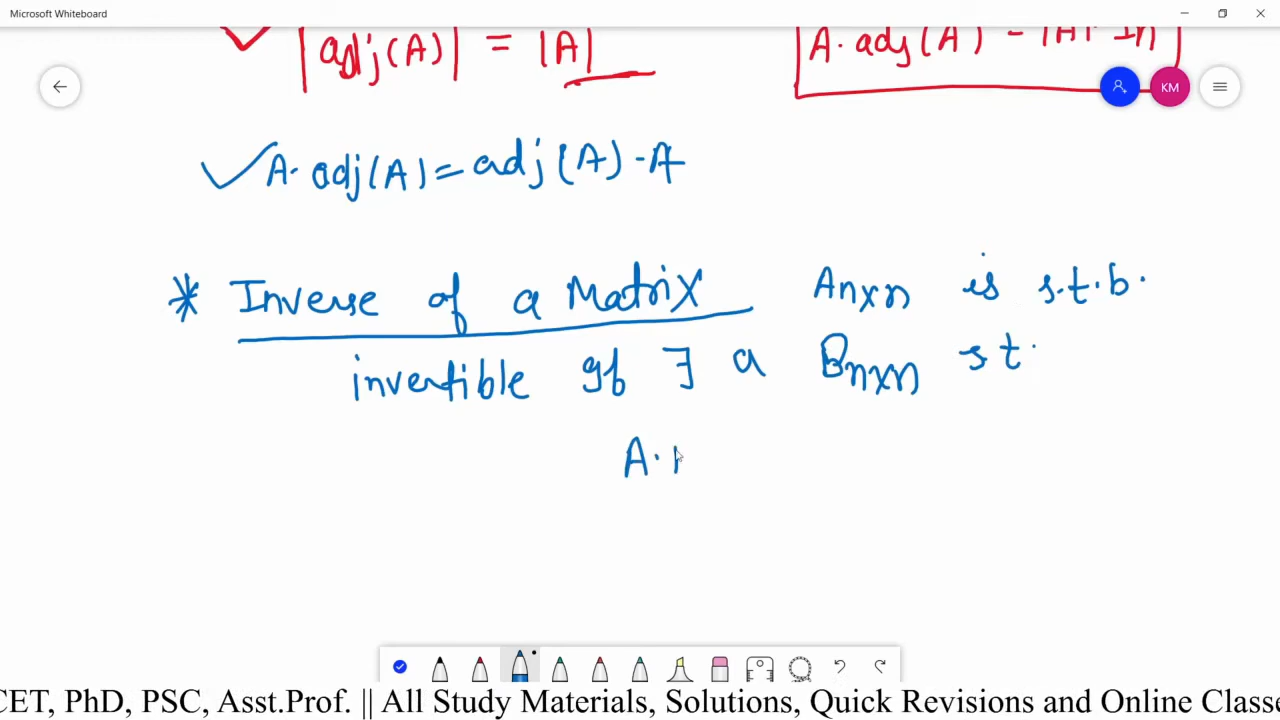 Microsoft Whiteboard
|adj(A)| = |A|
A. adj(A) = |A| In
KM
A. adj(A) = adj(A) . A
* Inverse of a Matrix Anxn is s.t.b.
invertible If ∃ a Bnxn s t.
A.
CET, PhD, PSC, Asst.Prof. || All Study Materials, Solutions, Quick Revisions and Online Classe